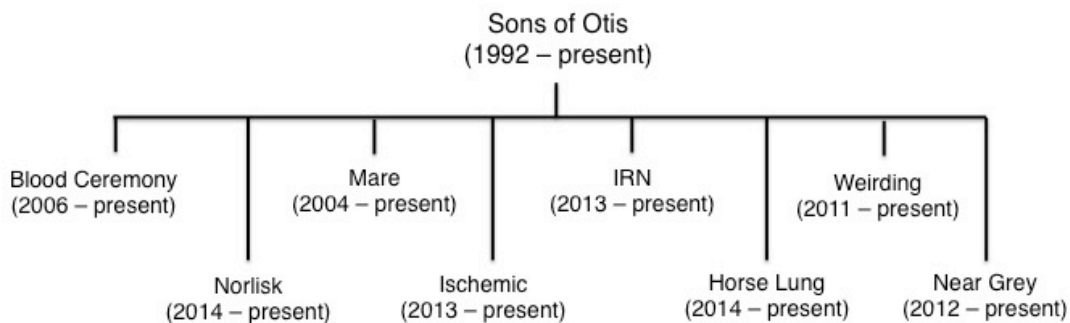 Sons of Otis
(1992 – present)
Blood Ceremony
(2006 – present)
Mare
(2004 – present)
IRN
(2013 – present)
Weirding
(2011 – present)
Norlisk
(2014 – present)
Ischemic
(2013 – present)
Horse Lung
(2014 – present)
Near Grey
(2012 – present)